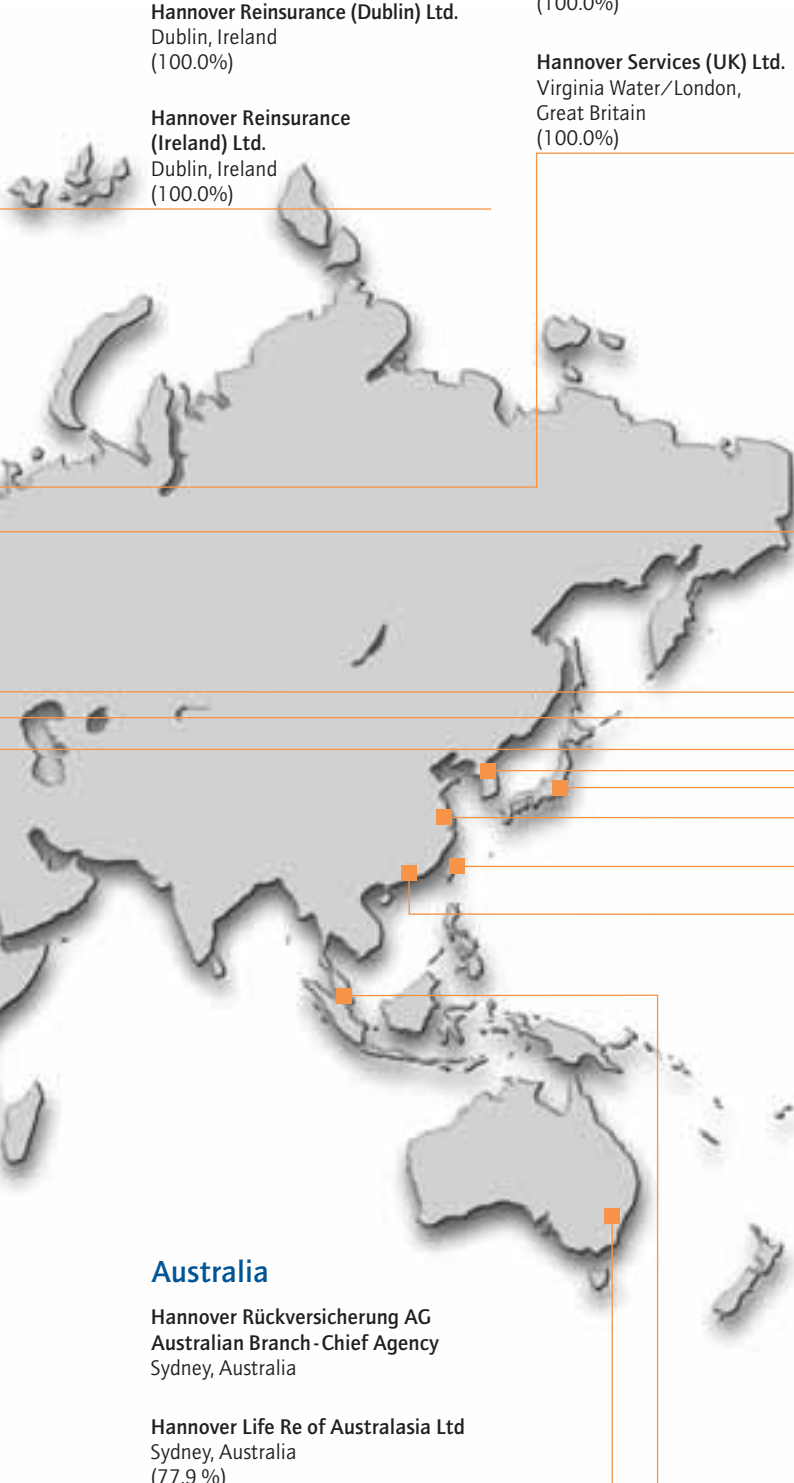 Hannover Reinsurance (Dublin) Ltd.
Dublin, Ireland
(100.0%)
Hannover Reinsurance
(Ireland) Ltd.
Dublin, Ireland
(100.0%)
(100.0%)
Hannover Services (UK) Ltd.
Virginia Water/London,
Great Britain
(100.0%)
Australia
Hannover Rückversicherung AG
Australian Branch-Chief Agency
Sydney, Australia
Hannover Life Re of Australasia Ltd
Sydney, Australia
(77.9 %)